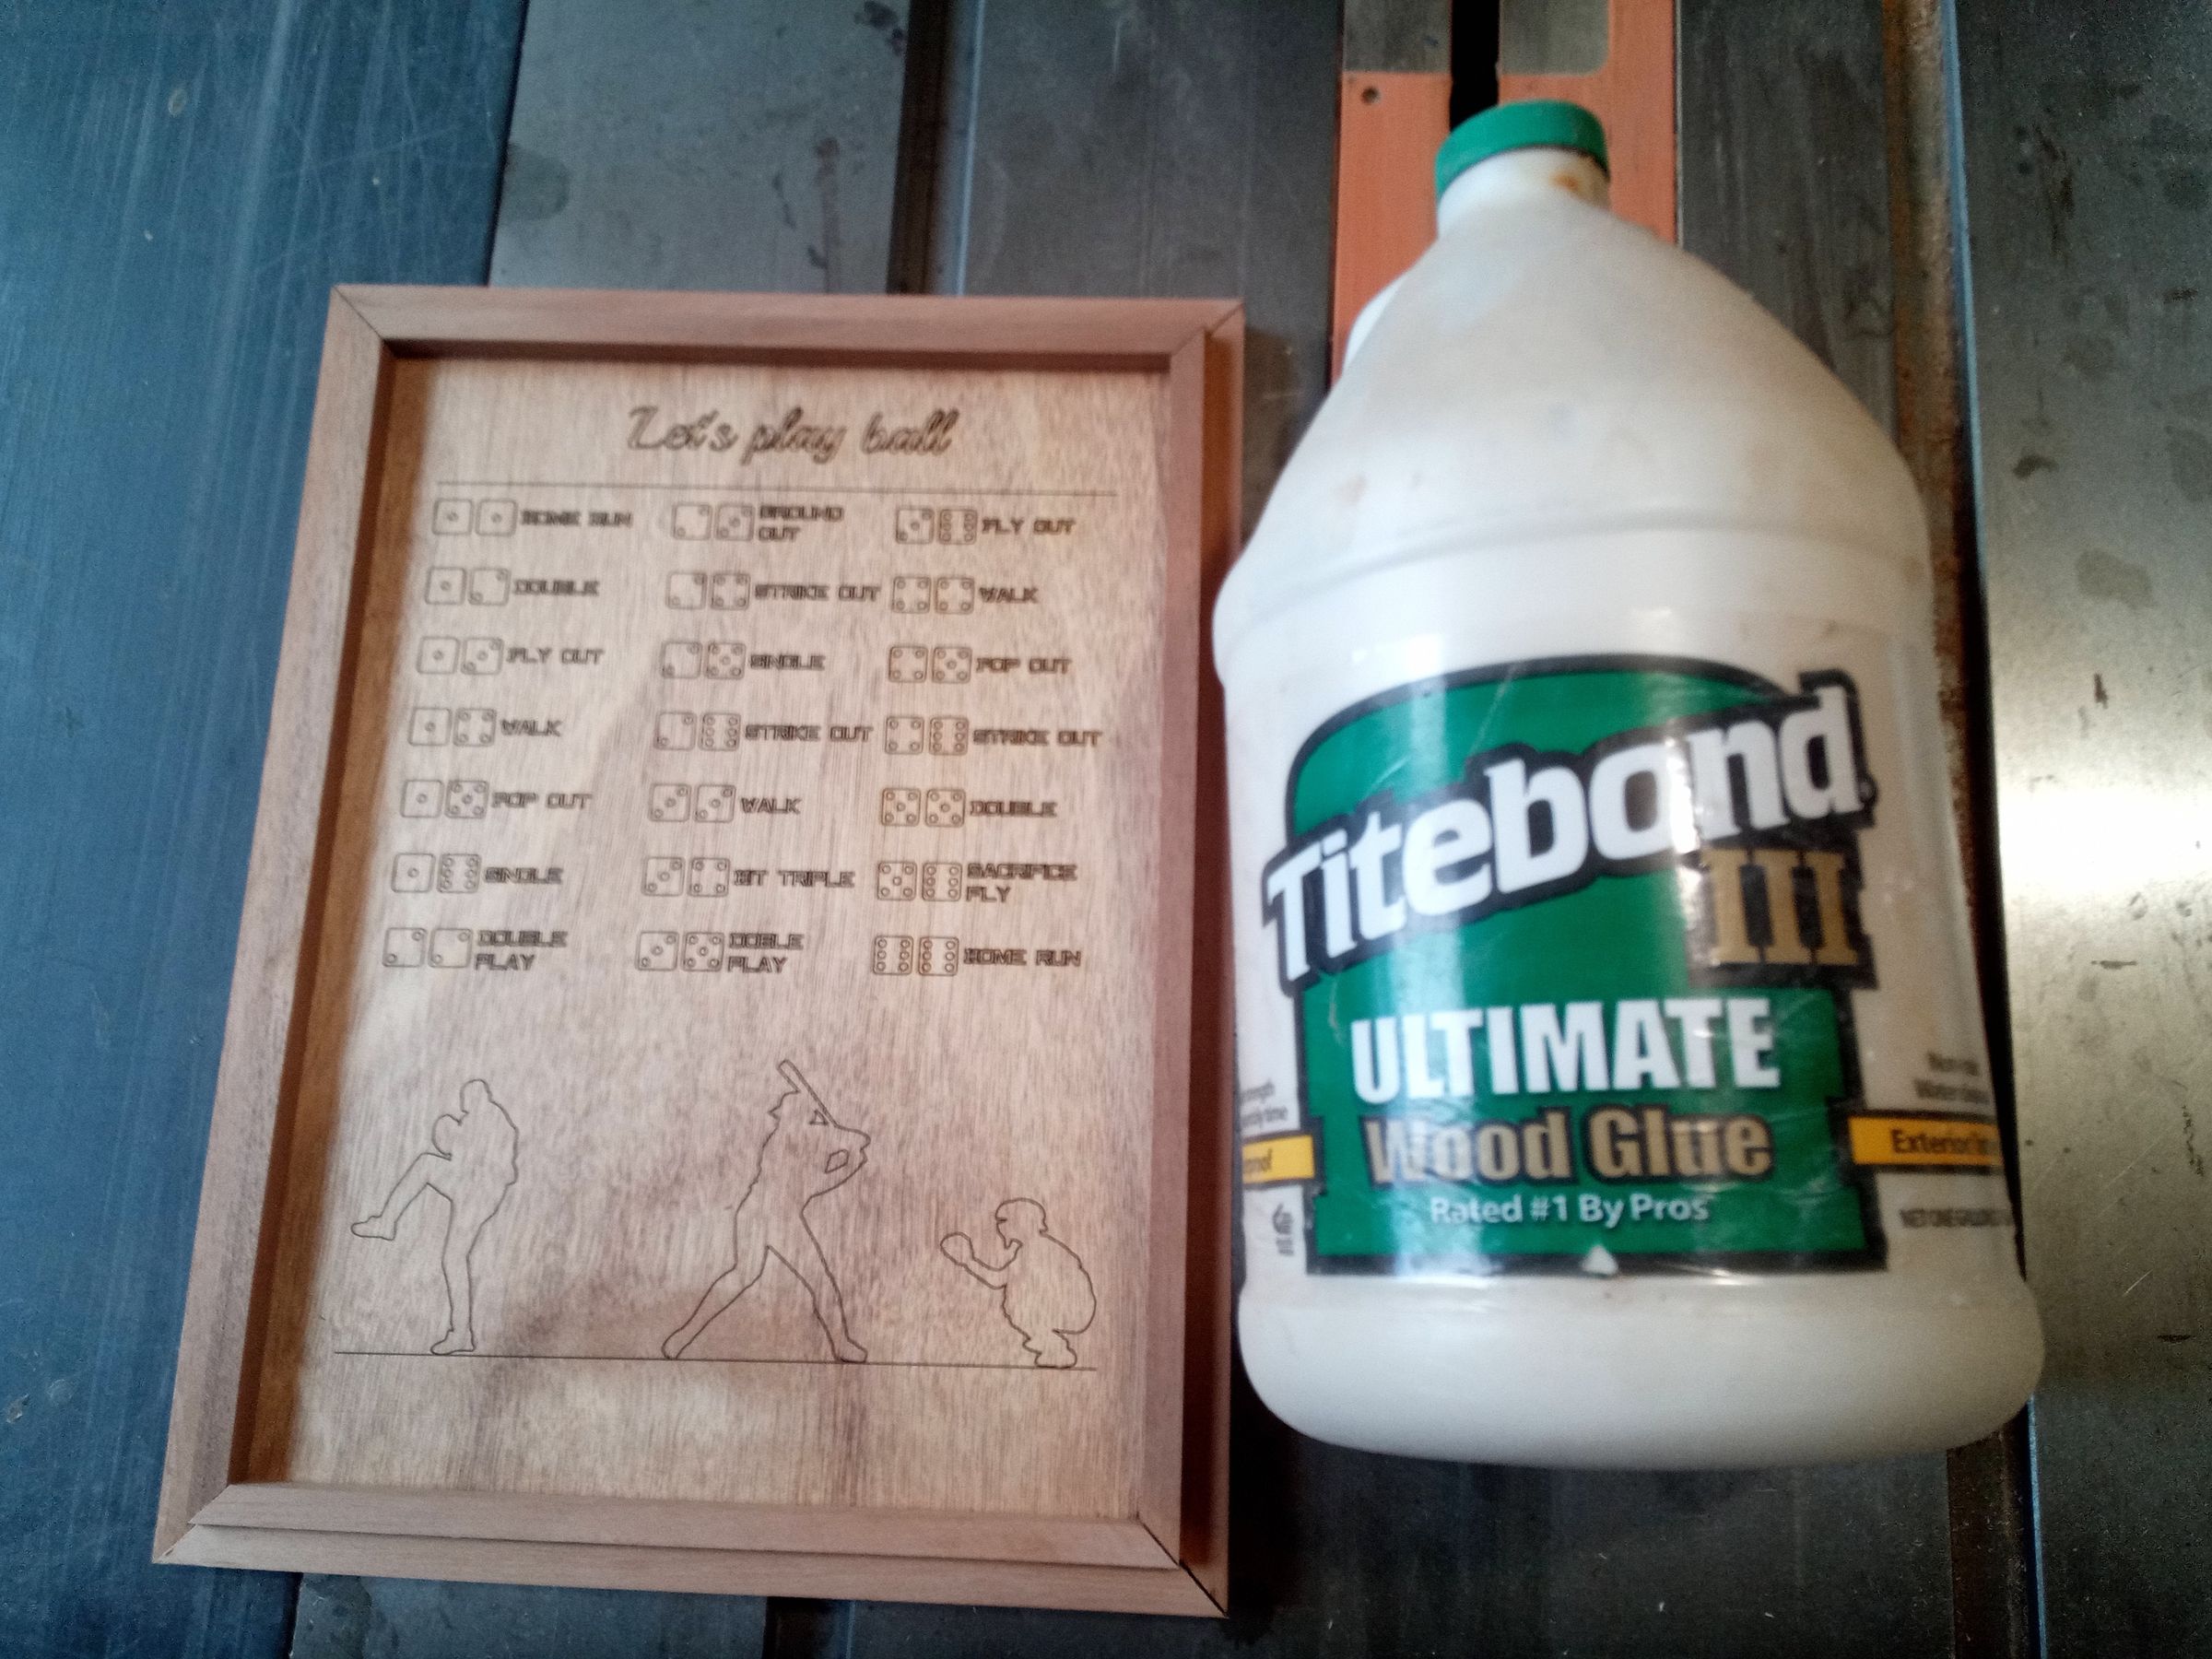 Let's play ball
HOME RUN
DOUBLE
FLY OUT
WALK
POP OUT
SINGLE
DOUBLE
PLAY
GROUND
OUT
STRIKE OUT
SINGLE
STRIKE OUT
WALK
HIT TRIPLE
DOBLE
PLAY
FLY OUT
WALK
POP OUT
STRIKE OUT
DOUBLE
SACRIFICE
FLY
HOME RUN
Titebond
III
ULTIMATE
Wood Glue
Rated #1 By Pros